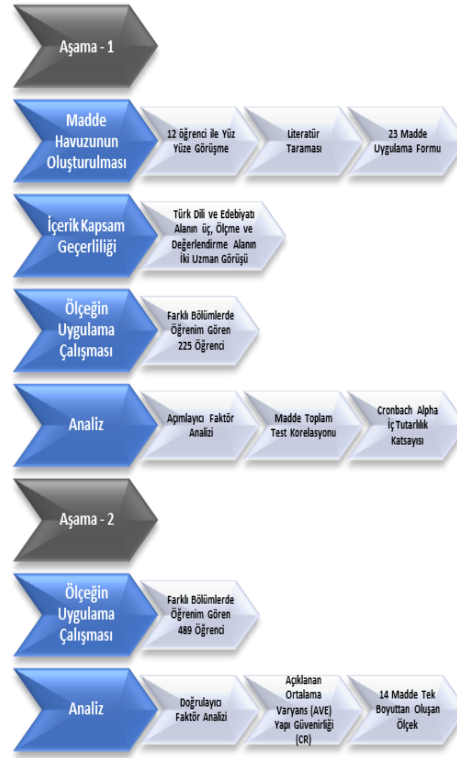 Aşama - 1
Madde
Havuzunun
Oluşturulması
12 öğrenci ile Yüz
Yüze Görüşme
Literatür
Taraması
23 Madde
Uygulama Formu
İçerik Kapsam
Geçerliliği
Türk Dili ve Edebiyatı
Alanın üç, Ölçme ve
Değerlendirme Alanın
İki Uzman Görüşü
Ölçeğin
Uygulama
Çalışması
Farklı Bölümlerde
Öğrenim Gören
225 Öğrenci
Analiz
Açımlayıcı Faktör
Analizi
Madde Toplam
Test Korelasyonu
Cronbach Alpha
İç Tutarlılık
Katsayısı
Aşama - 2
Ölçeğin
Uygulama
Çalışması
Farklı Bölümlerde
Öğrenim Gören
489 Öğrenci
Analiz
Doğrulayıcı
Faktör Analizi
Açıklanan
Ortalama
Varyans (AVE)
Yapı Güvenirliği
(CR)
14 Madde Tek
Boyuttan Oluşan
Ölçek